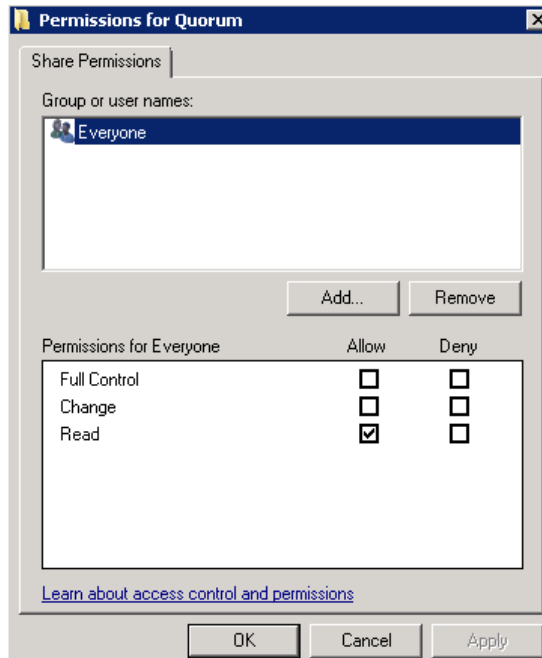 Permissions for Quorum
Share Permissions
Group or user names:
Everyone
Add... Remove
Permissions for Everyone Allow Deny
Full Control
Change
Read
Learn about access control and permissions
OK Cancel Apply